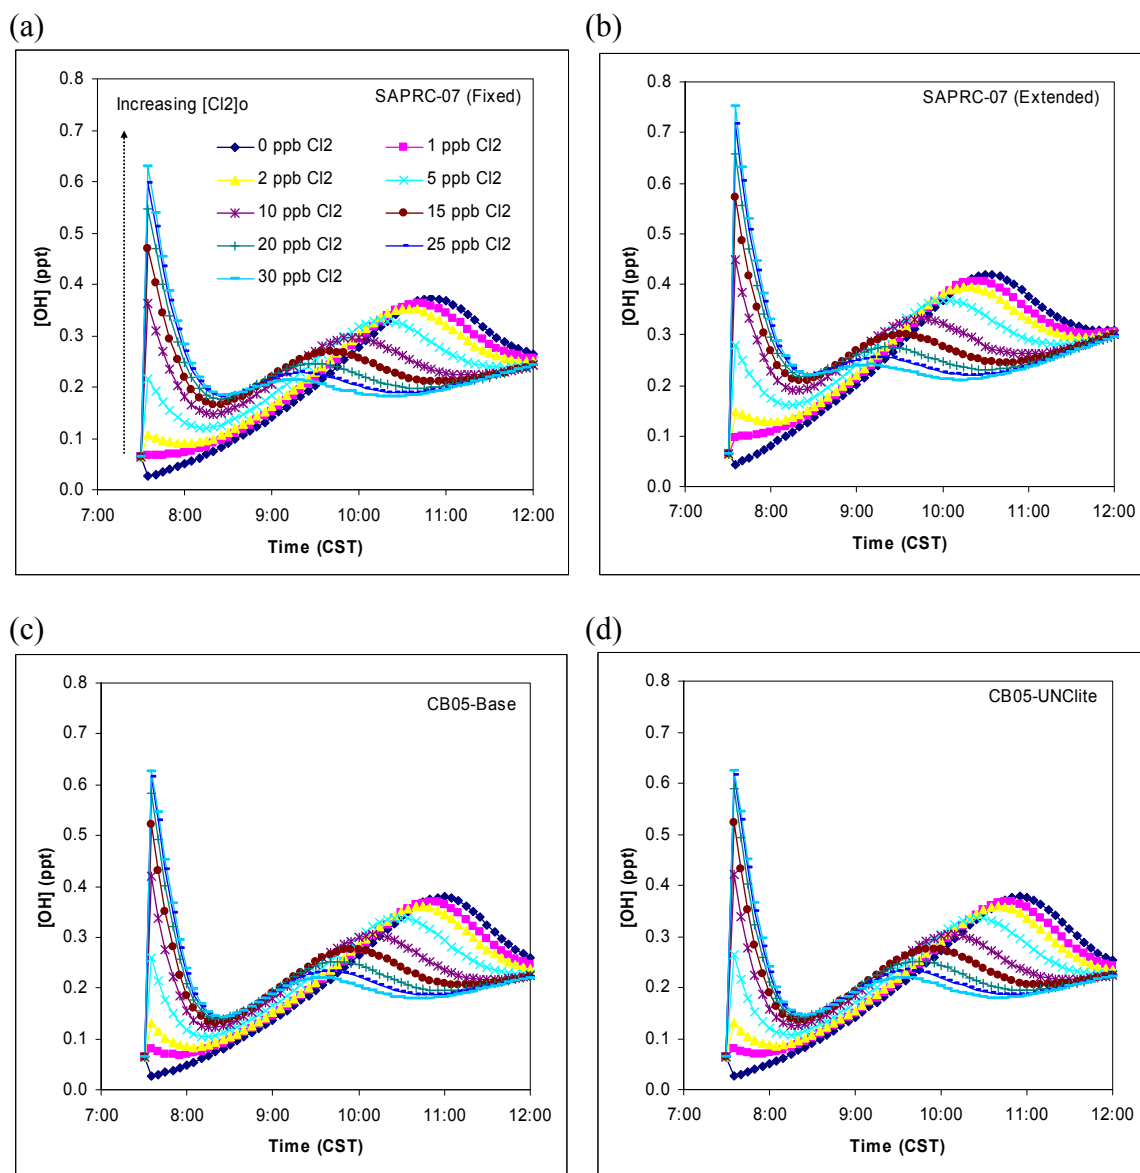 (a)
SAPRC-07 (Fixed)
Increasing [Cl2]o
0 ppb Cl2
1 ppb Cl2
2 ppb Cl2
5 ppb Cl2
10 ppb Cl2
15 ppb Cl2
20 ppb Cl2
25 ppb Cl2
30 ppb Cl2
[OH] (ppt)
0.8
0.7
0.6
0.5
0.4
0.3
0.2
0.1
0.0
7:00 8:00 9:00 10:00 11:00 12:00
Time (CST)
(b)
SAPRC-07 (Extended)
[OH] (ppt)
0.8
0.7
0.6
0.5
0.4
0.3
0.2
0.1
0.0
7:00 8:00 9:00 10:00 11:00 12:00
Time (CST)
(c)
CB05-Base
[OH] (ppt)
0.8
0.7
0.6
0.5
0.4
0.3
0.2
0.1
0.0
7:00 8:00 9:00 10:00 11:00 12:00
Time (CST)
(d)
CB05-UNClite
[OH] (ppt)
0.8
0.7
0.6
0.5
0.4
0.3
0.2
0.1
0.0
7:00 8:00 9:00 10:00 11:00 12:00
Time (CST)